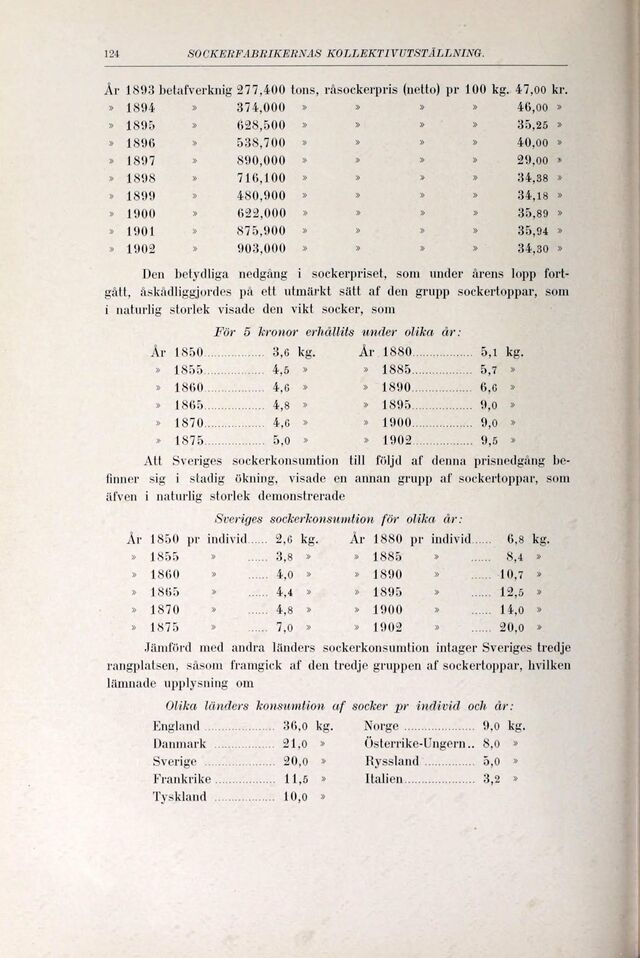 124 SOCKERFABRIKERNAS KOLLEKTIVUTSTÄLLNING.
År 1893 betafverknig 277,400 tons, råsockerpris (netto) pr 100 kg. 47,00 kr.
» 1894 » 374,000 » » » » 46,00 »
» 1895 » 628,500 » » » » 35,25 »
» 1896 » 538,700 » » » » 40,00 »
» 1897 » 890,000 » » » » 29,00 »
» 1898 » 716,100 » » » » 34,38 »
» 1899 » 480,900 » » » » 34,18 »
» 1900 » 622,000 » » » » 35,89 »
» 1901 » 875,900 » » » » 35,94 »
» 1902 » 903,000 » » » » 34,30 »
Den betydliga nedgång i sockerpriset, som under årens lopp fort-
gått, åskådliggjordes på ett utmärkt sätt af den grupp sockertoppar, som
i naturlig storlek visade den vikt socker, som
För 5 kronor erhållits under olika år:
År 1850 ................. 3,6 kg. År 1880 ................. 5,1 kg.
» 1855 ................. 4,5 » » 1885 ................. 5,7 »
» 1860 ................. 4,6 » » 1890 ................. 6,6 »
» 1865 ................. 4,8 » » 1895 ................. 9,0 »
» 1870 ................. 4,6 » » 1900 ................. 9,0 »
» 1875 ................. 5,0 » » 1902 ................. 9,5 »
Att Sveriges sockerkonsumtion till följd af denna prisnedgång be-
finner sig i stadig ökning, visade en annan grupp af sockertoppar, som
äfven i naturlig storlek demonstrerade
Sveriges sockerkonsumtion för olika år:
År 1850 pr individ ...... 2,6 kg. År 1880 pr individ ...... 6,8 kg.
» 1855 » ...... 3,8 » » 1885 » ...... 8,4 »
» 1860 » ...... 4,0 » » 1890 » ...... 10,7 »
» 1865 » ...... 4,4 » » 1895 » ...... 12,5 »
» 1870 » ...... 4,8 » » 1900 » ...... 14,0 »
» 1875 » ...... 7,0 » » 1902 » ...... 20,0 »
Jämförd med andra länders sockerkonsumtion intager Sveriges tredje
rangplatsen, såsom framgick af den tredje gruppen af sockertoppar, hvilken
lämnade upplysning om
Olika länders konsumtion af socker pr individ och år:
England .................... 36,0 kg. Norge .................... 9,0 kg.
Danmark ................. 21,0 » Österrike-Ungern.. 8,0 »
Sverige .................... 20,0 » Ryssland .............. 5,0 »
Frankrike ................. 11,5 » Italien .................... 3,2 »
Tyskland ................. 10,0 »